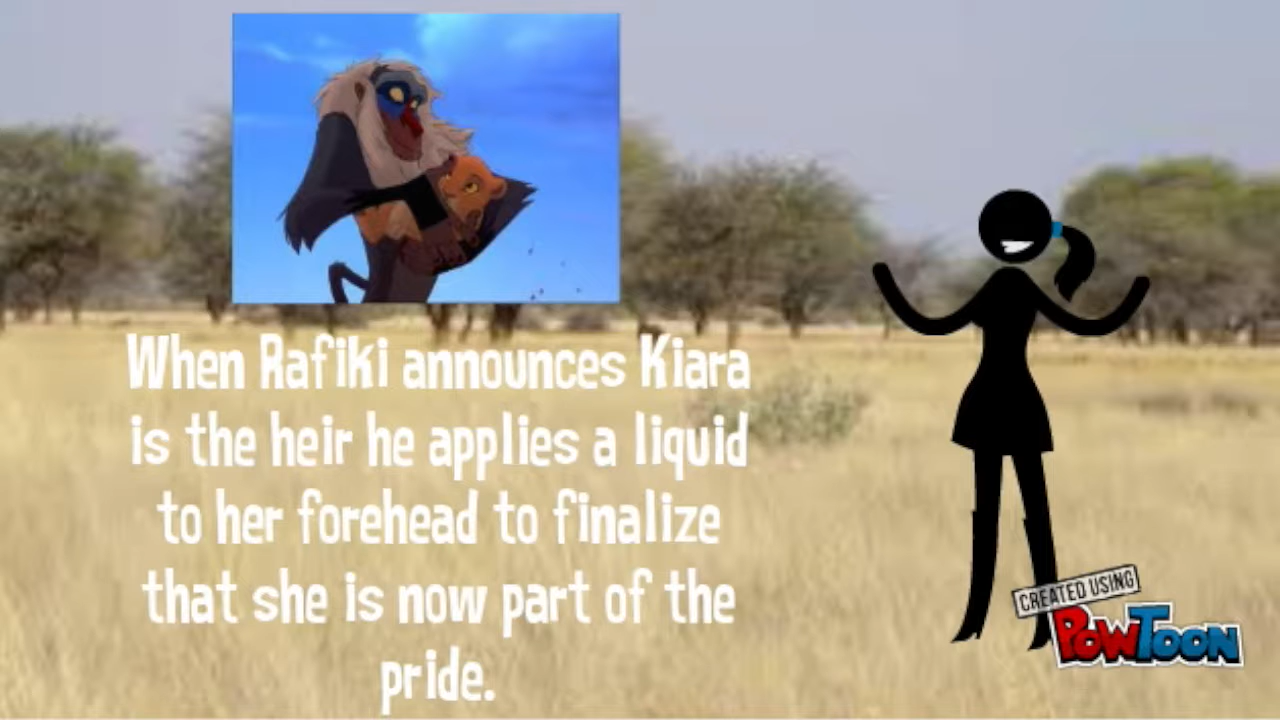 When Rafiki announces Kiara
is the heir he applies a liquid
to her forehead to finalize
that she is now part of the
pride.
CREATED USING
POWTOON